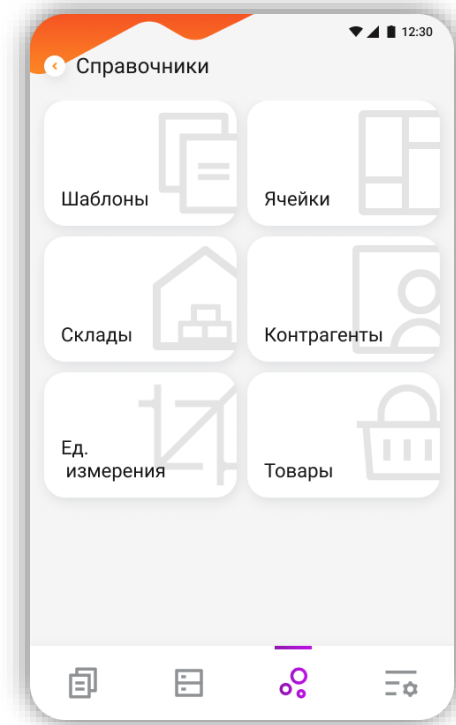 12:30
Справочники
Шаблоны
Ячейки
Склады
Контрагенты
Ед.
измерения
Товары